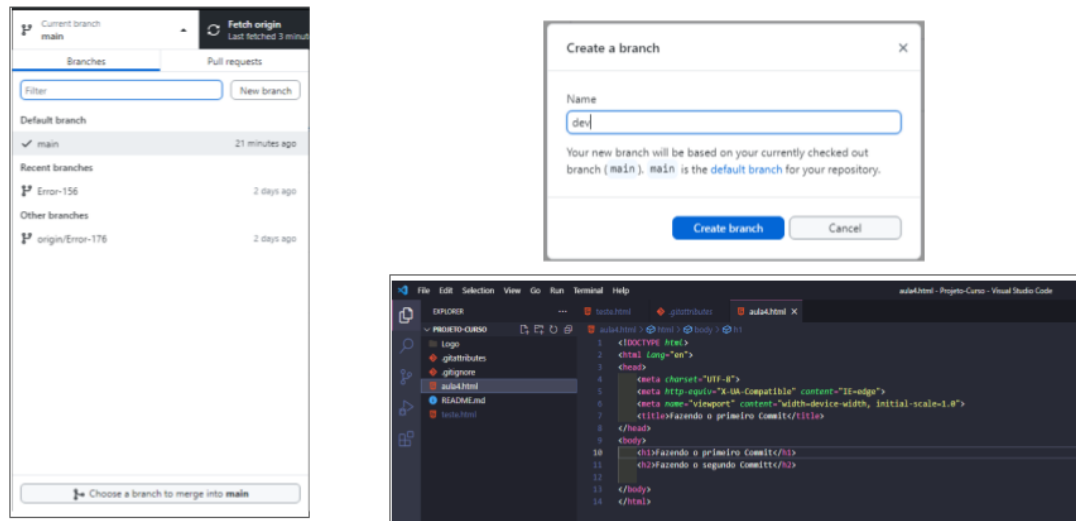 Current branch
main
Fetch origin
Last fetched 3 minut
Branches
Pull requests
Filter
New branch
Default branch
main
21 minutes ago
Recent branches
Error-156
2 days ago
Other branches
origin/Error-176
2 days ago
Choose a branch to merge into main
Create a branch
Name
dev
Your new branch will be based on your currently checked out
branch (main). main is the default branch for your repository.
Create branch
Cancel
File Edit Selection View Go Run Terminal Help
aula4.html - Projeto-Curso - Visual Studio Code
EXPLORER
PROJETO-CURSO
Logo
.gitattributes
.gitignore
aula4.html
README.md
testa.html
testa.html
.gitattributes
aula4.html
aula4.html > html > body > h1
1 <!DOCTYPE html>
2 <html lang="en">
3 <head>
4 <meta charset="UTF-8">
5 <meta http-equiv="X-UA-Compatible" content="IE=edge">
6 <meta name="viewport" content="width=device-width, initial-scale=1.0">
7 <title>Fazendo o primeiro Commit</title>
8 </head>
9 <body>
10 <h1>Fazendo o primeiro Commit</h1>
11 <h2>Fazendo o segundo Committ</h2>
12
13 </body>
14 </html>